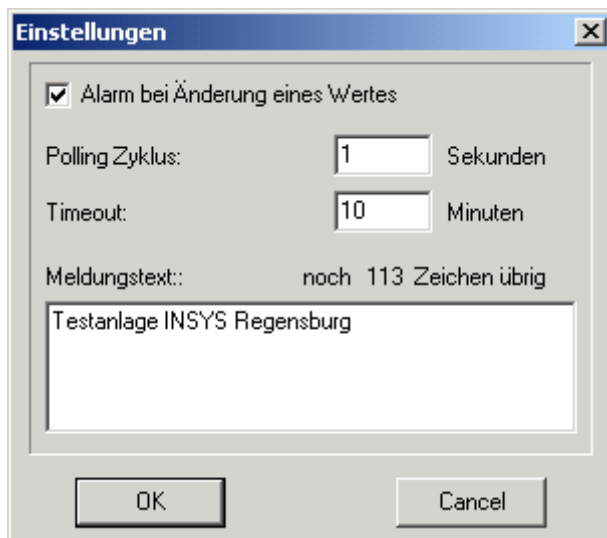 Einstellungen
Alarm bei Änderung eines Wertes
Polling Zyklus: 1 Sekunden
Timeout: 10 Minuten
Meldungstext:: noch 113 Zeichen übrig
Testanlage INSYS Regensburg
OK Cancel